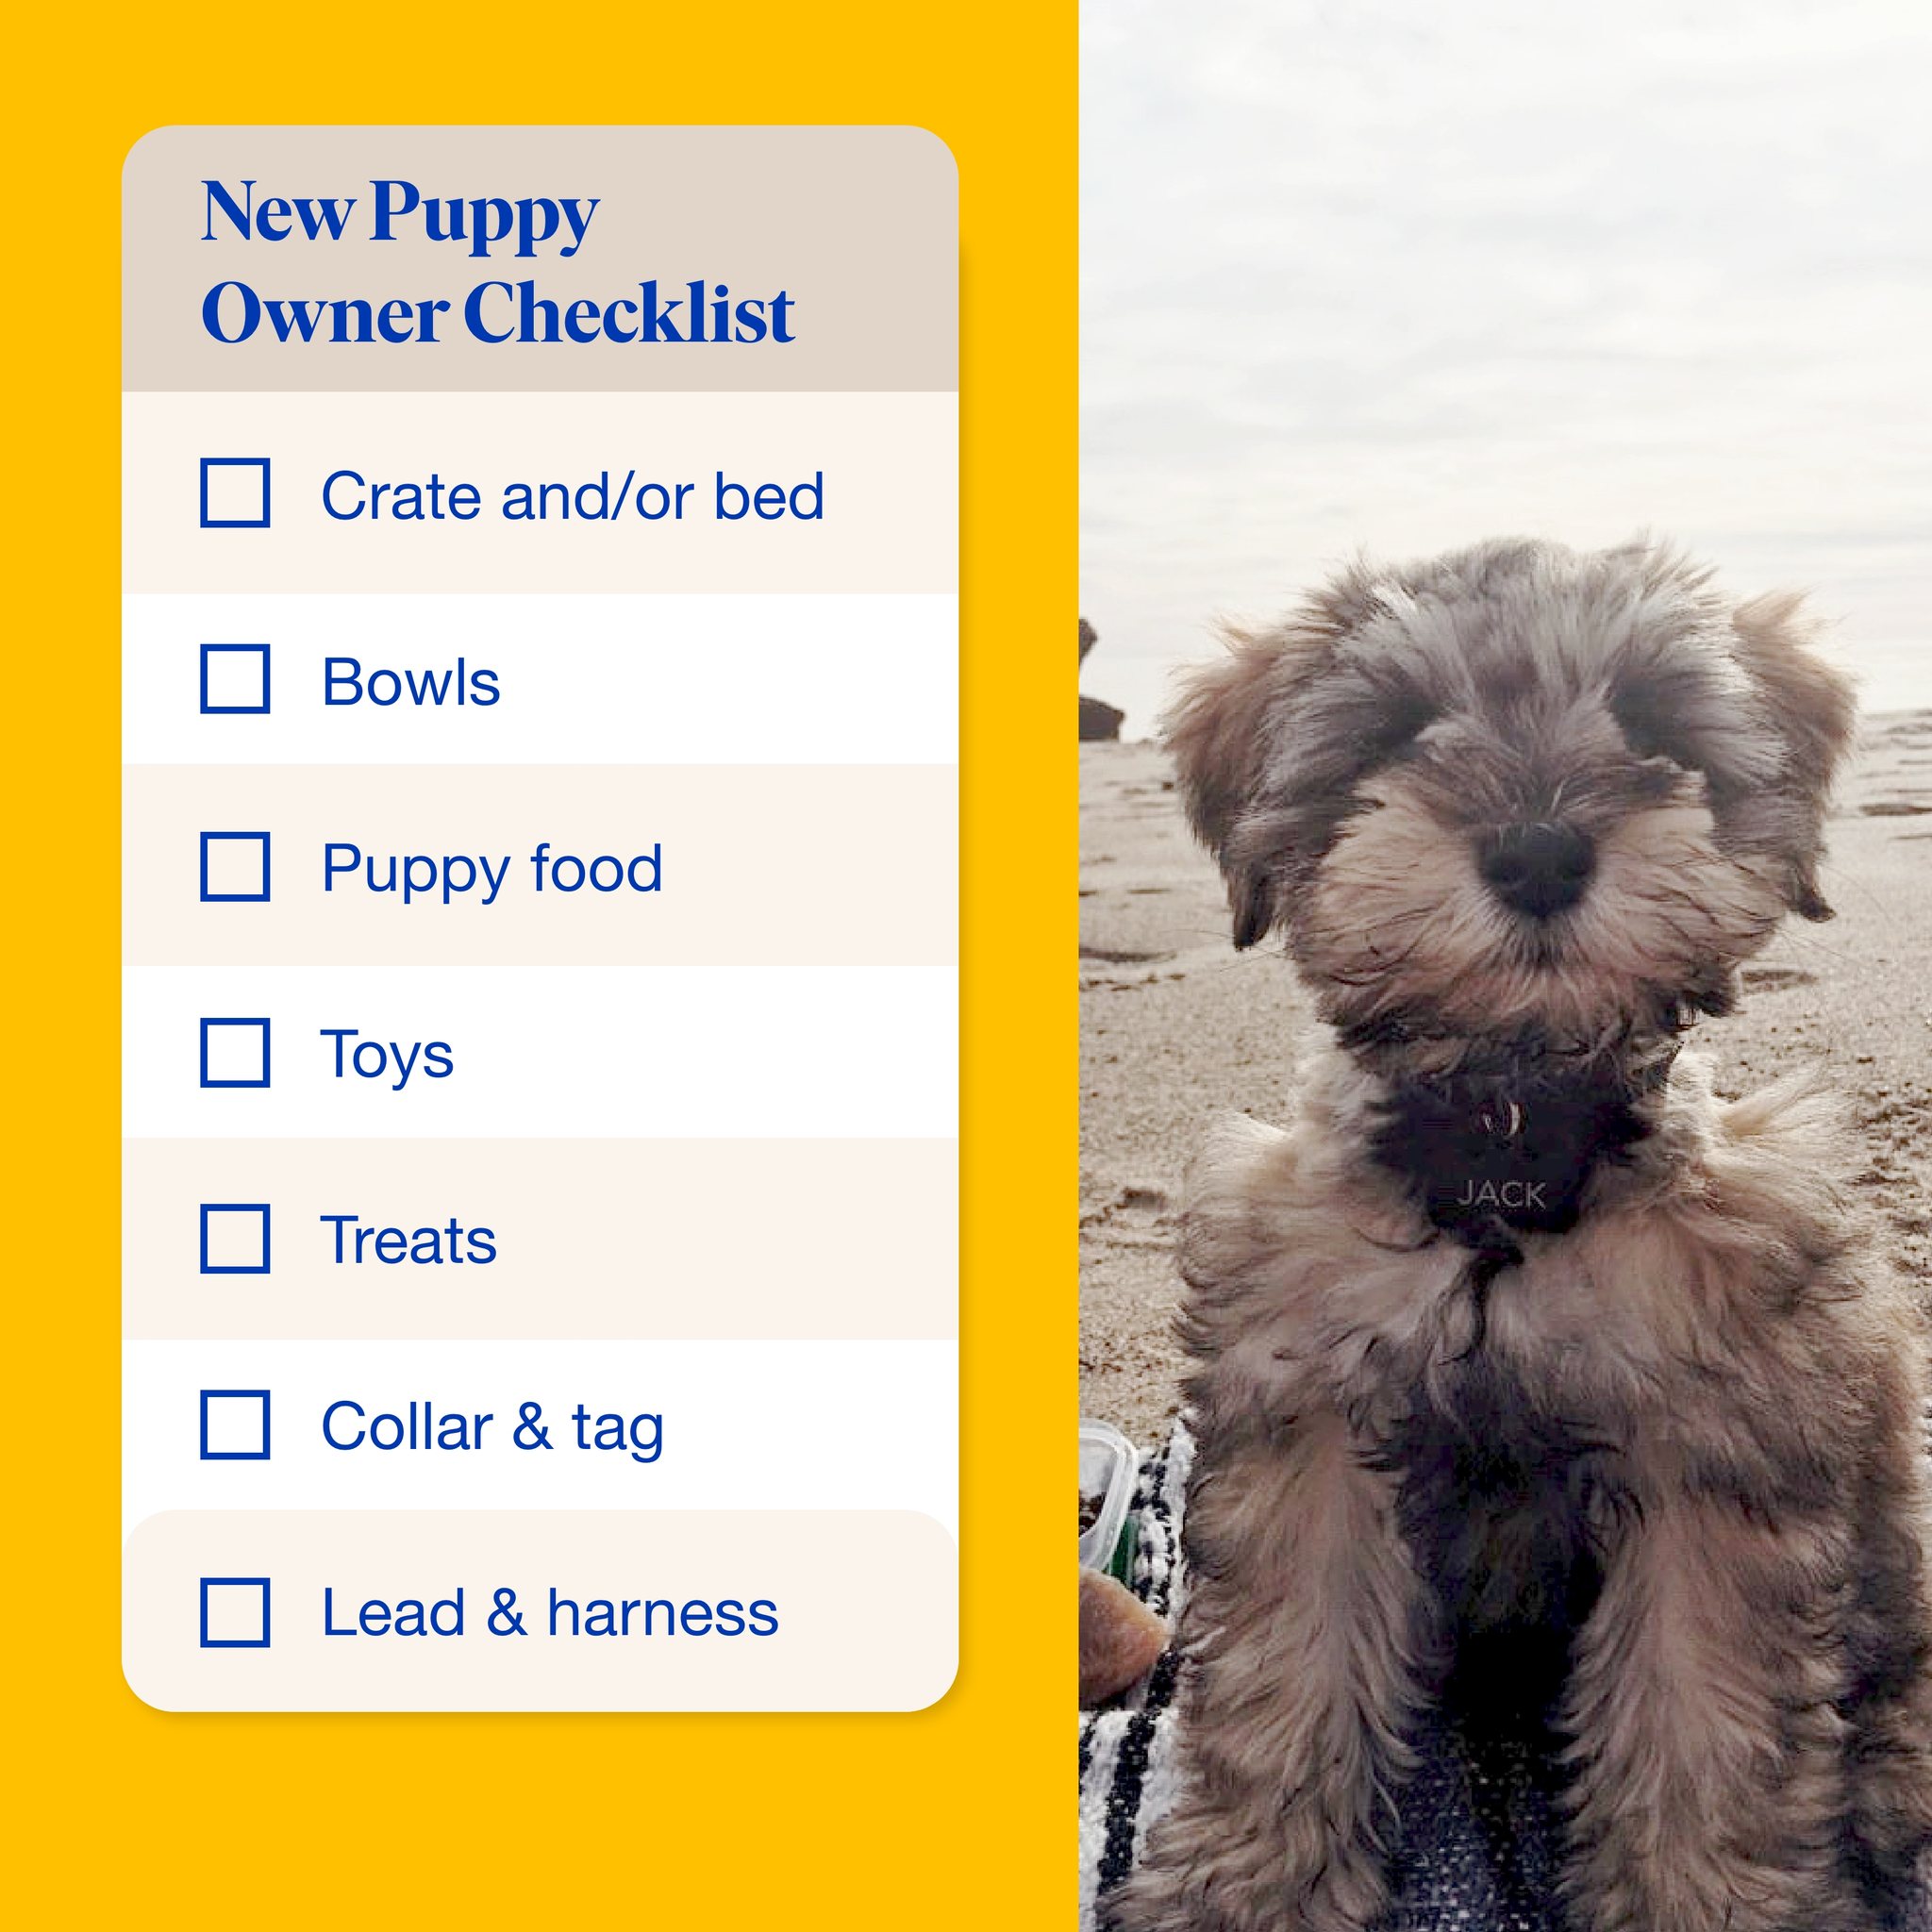 New Puppy
Owner Checklist
Crate and/or bed
Bowls
Puppy food
Toys
Treats
Collar & tag
Lead & harness
JACK